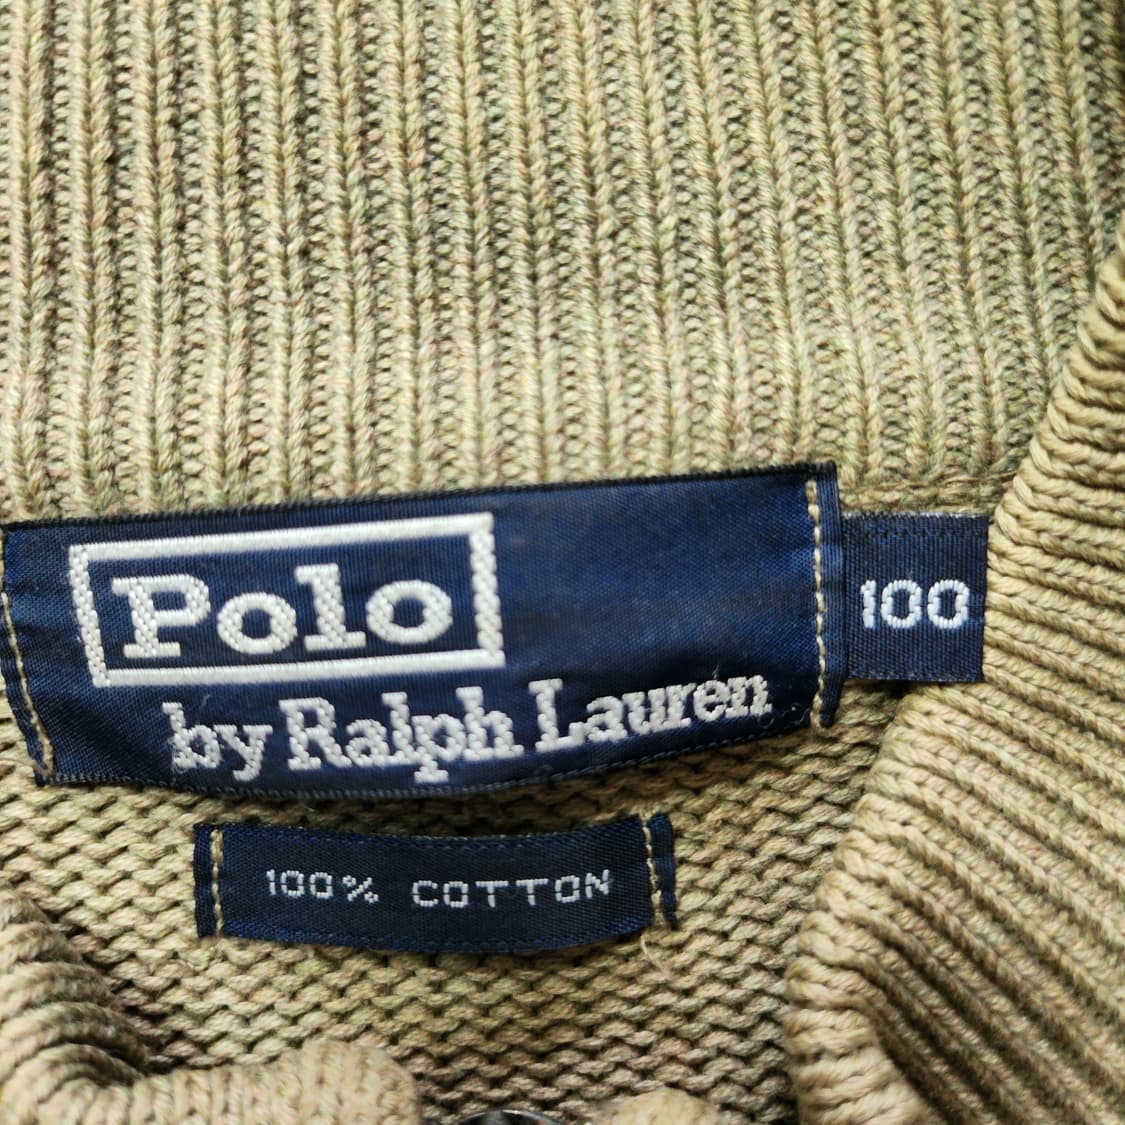 Polo
by Ralph Lauren
100
100% COTTON